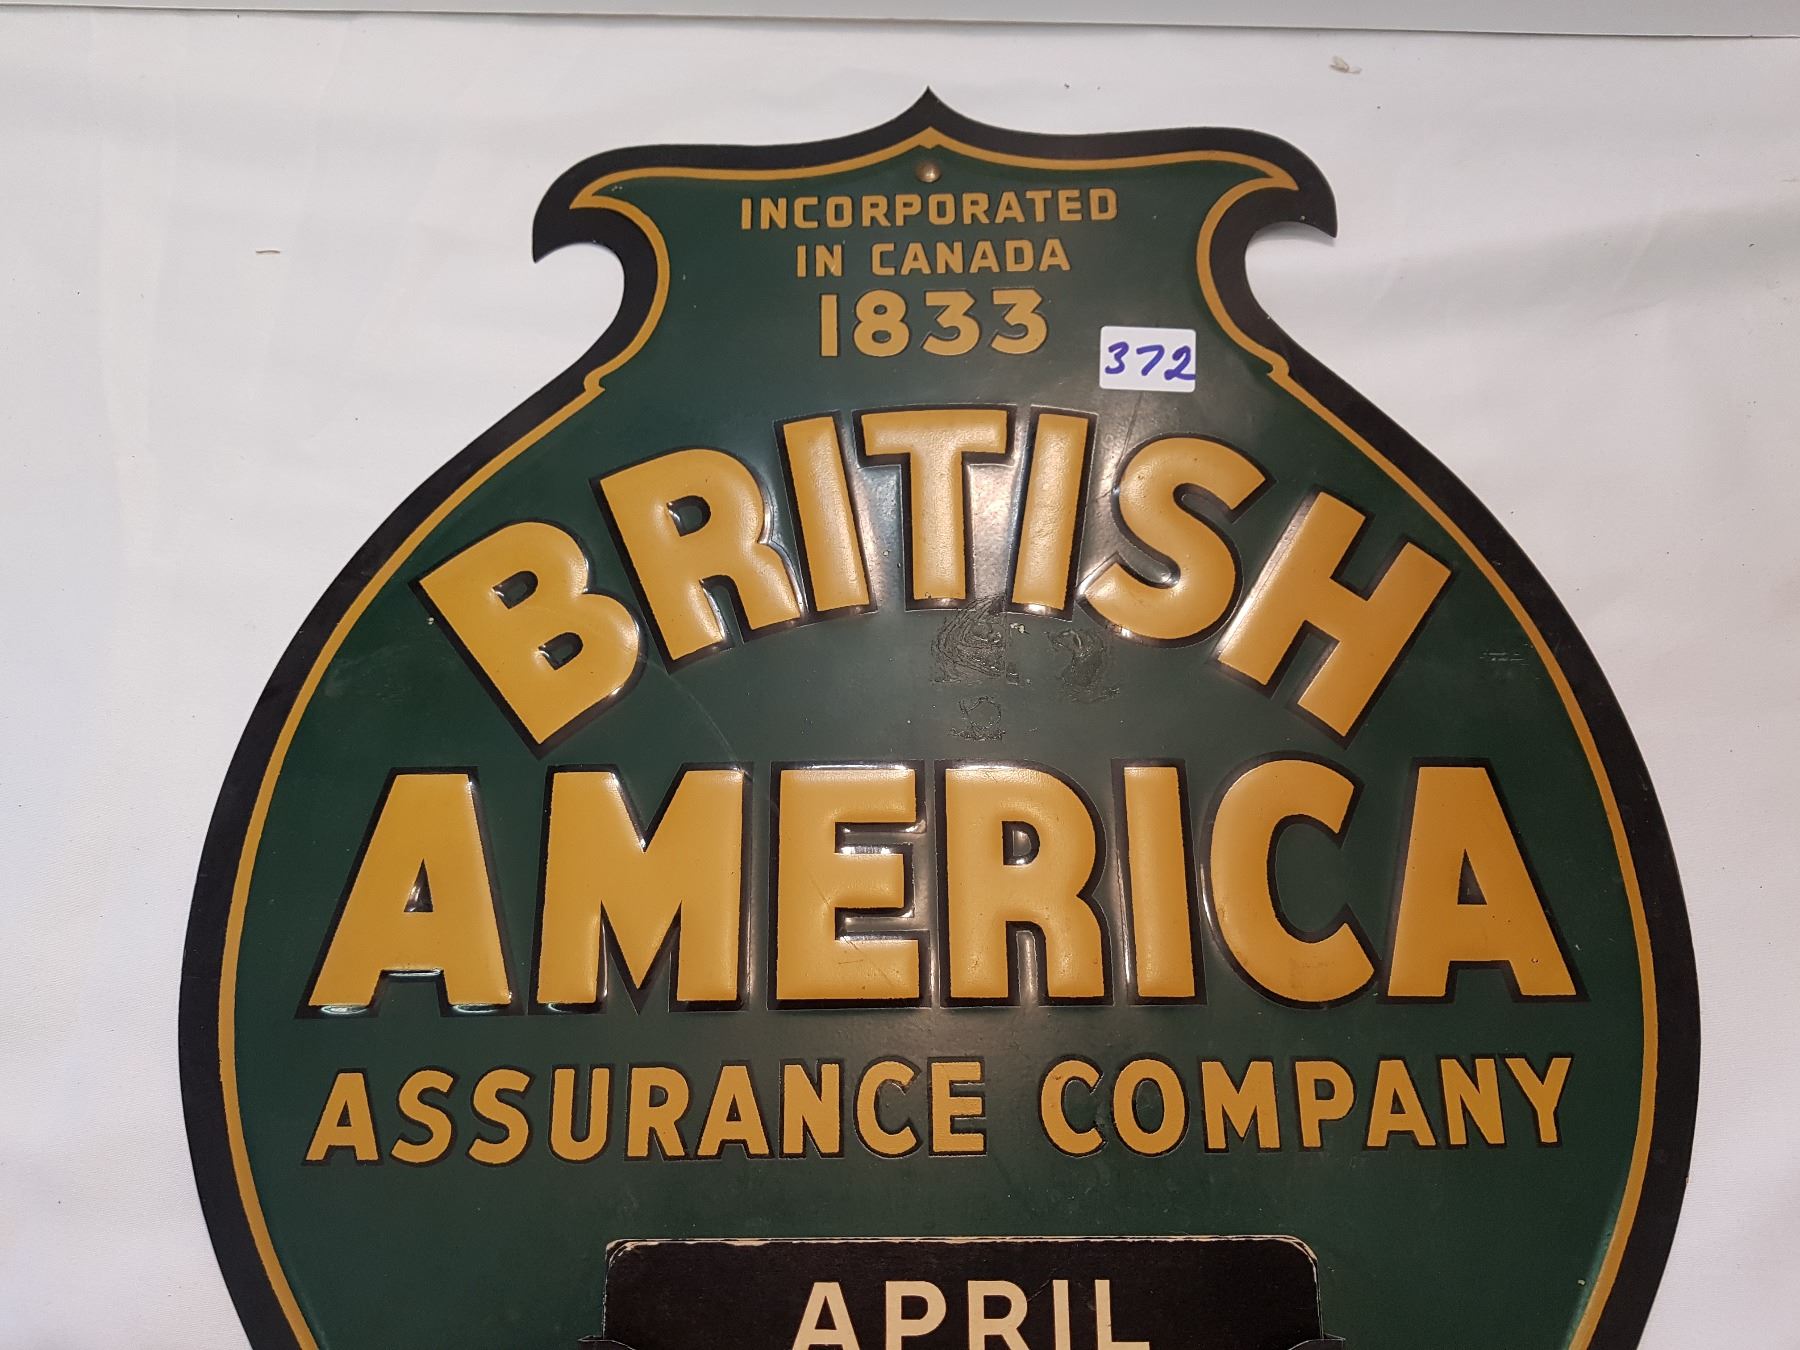 INCORPORATED
IN CANADA
1833
372
BRITISH
AMERICA
ASSURANCE COMPANY
APRIL